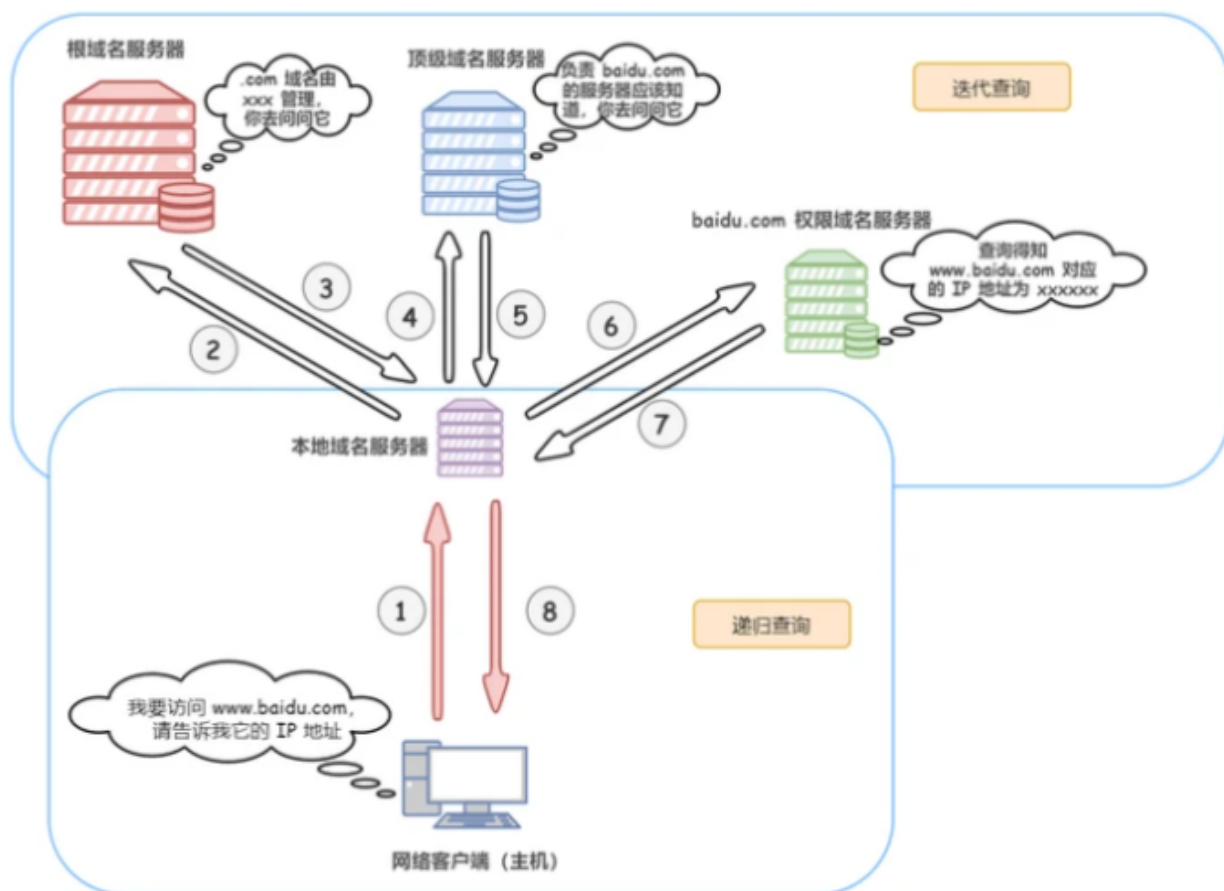 根域名服务器
.com 域名由
xxx 管理，
你去问问它
顶级域名服务器
负责 baidu.com
的服务器应该知
道，你去问问它
迭代查询
baidu.com 权限域名服务器
查询得知
www.baidu.com 对应
的 IP 地址为 xxxxxx
3
4
5
6
2
7
本地域名服务器
1
8
递归查询
我要访问 www.baidu.com，
请告诉我它的 IP 地址
网络客户端（主机）